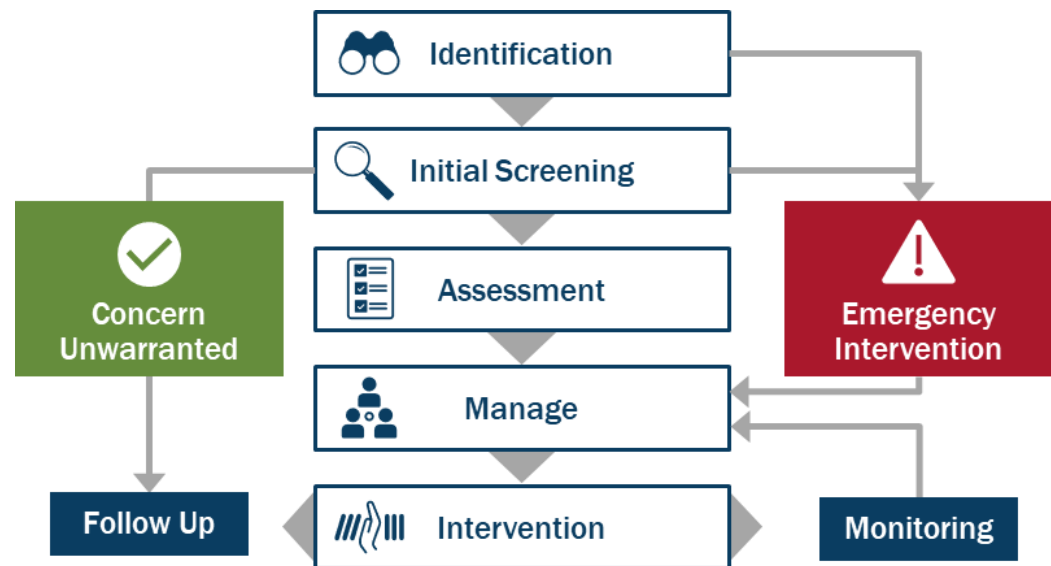 Identification
Initial Screening
Concern
Unwarranted
Assessment
Emergency
Intervention
Manage
Follow Up
Intervention
Monitoring